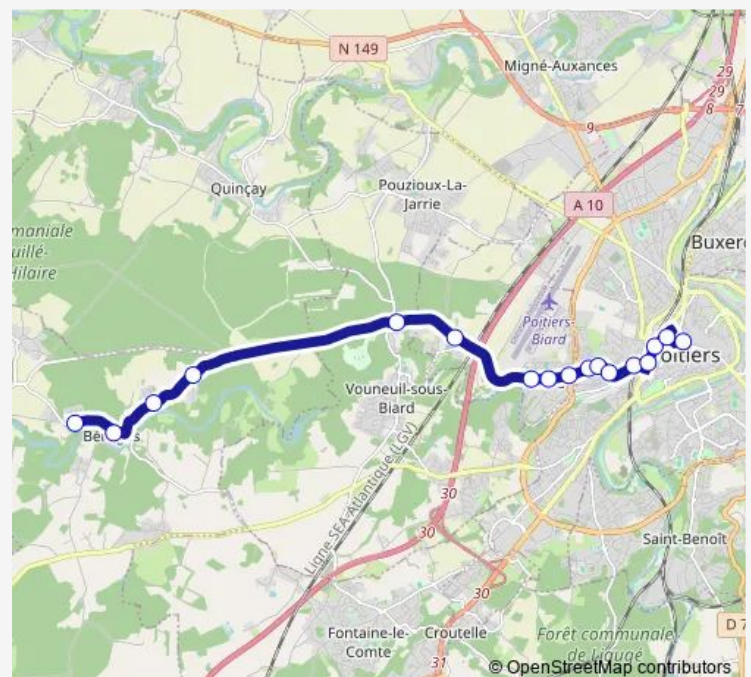 N 149
Migné-Auxances
29
29
8
7
9
Quinçay
Pouzioux-La-
Jarrie
A 10
maniale
uillé-
Hilaire
Buxero
Poitiers-
Biard
oitiers
Vouneuil-sous-
Biard
Bé
s
Ligne SEA-Atlantique (LGV)
30
30
Saint-Benoît
30
D 7
Fontaine-le-
Comte
Croutelle
Forêt communale
de Ligugé
31
© OpenStreetMap contributors